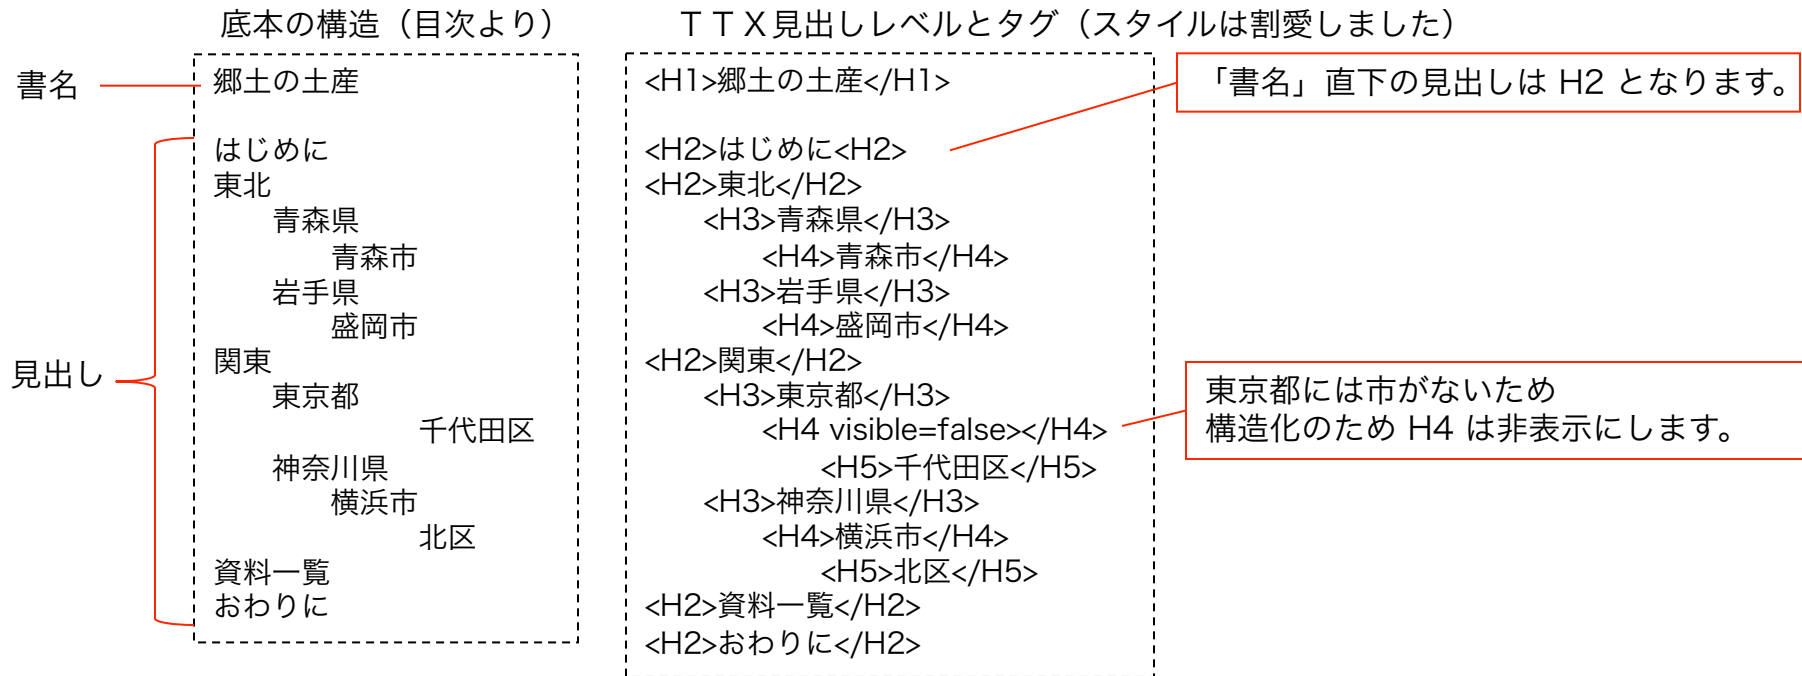 底本の構造（目次より）
書名
郷土の土産
見出し
はじめに
東北
青森県
青森市
岩手県
盛岡市
関東
東京都
千代田区
神奈川県
横浜市
北区
資料一覧
おわりに
ＴＴＸ見出しレベルとタグ（スタイルは割愛しました）
<H1>郷土の土産</H1>
<H2>はじめに<H2>
<H2>東北</H2>
<H3>青森県</H3>
<H4>青森市</H4>
<H3>岩手県</H3>
<H4>盛岡市</H4>
<H2>関東</H2>
<H3>東京都</H3>
<H4 visible=false></H4>
<H5>千代田区</H5>
<H3>神奈川県</H3>
<H4>横浜市</H4>
<H5>北区</H5>
<H2>資料一覧</H2>
<H2>おわりに</H2>
「書名」直下の見出しは H2 となります。
東京都には市がないため
構造化のため H4 は非表示にします。